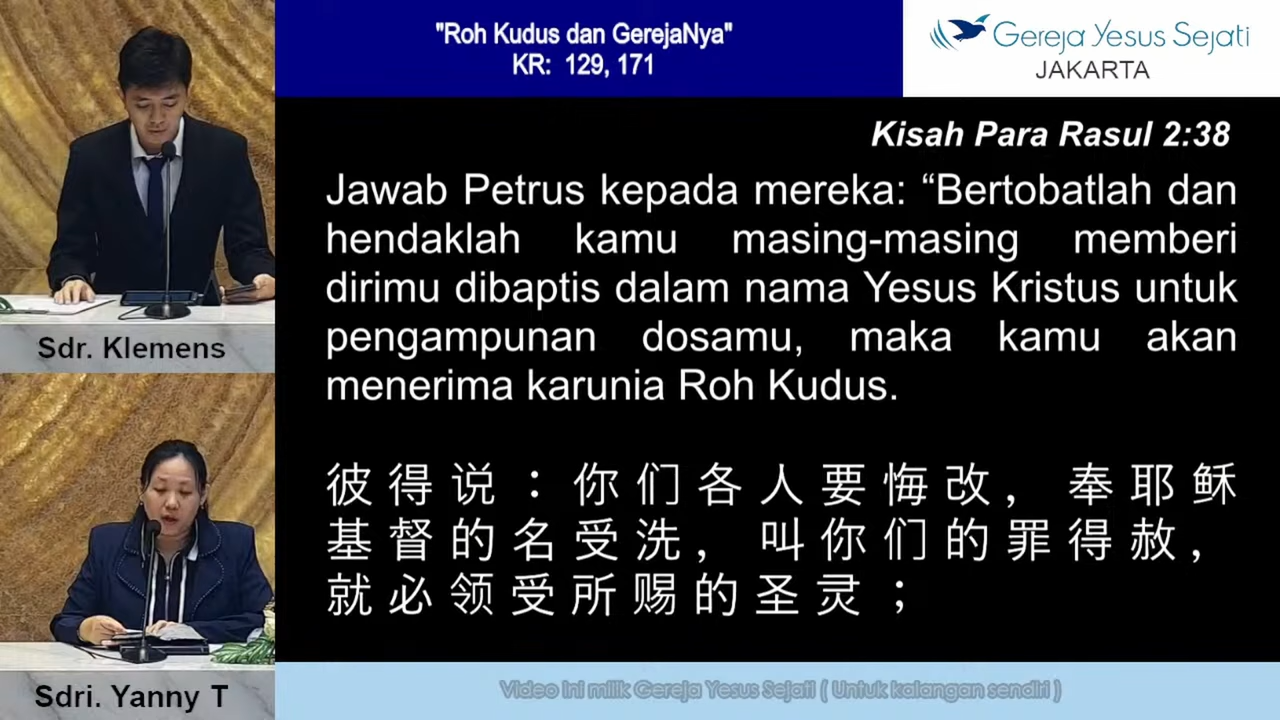 "Roh Kudus dan GerejaNya"
KR: 129, 171
Gereja Yesus Sejati
JAKARTA
Kisah Para Rasul 2:38
Jawab Petrus kepada mereka: “Bertobatlah dan
hendaklah kamu masing-masing memberi
dirimu dibaptis dalam nama Yesus Kristus untuk
pengampunan dosamu, maka kamu akan
menerima karunia Roh Kudus.
彼得说：你们各人要悔改，奉耶稣
基督的名受洗，叫你们的罪得赦，
就必领受所赐的圣灵；
Sdr. Klemens
Sdri. Yanny T
Video ini milik Gereja Yesus Sejati ( Untuk kalangan sendiri )